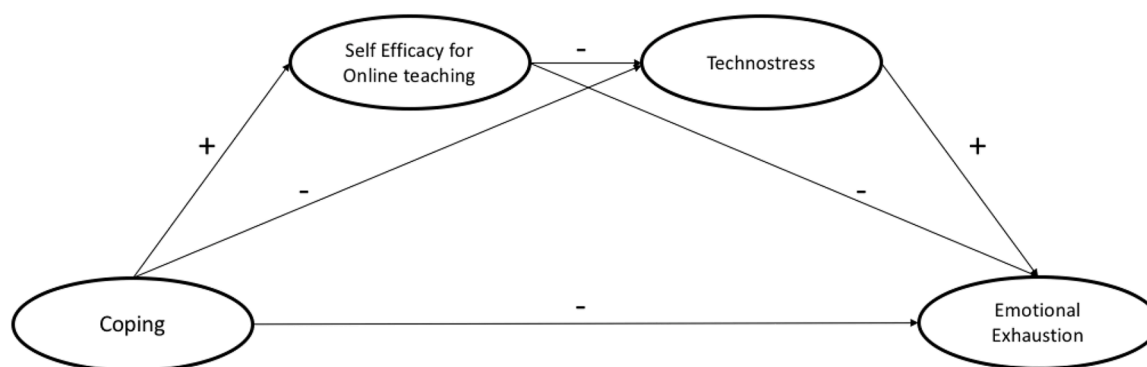 Self Efficacy for
Online teaching
-
Technostress
+
-
-
+
Coping
-
Emotional
Exhaustion